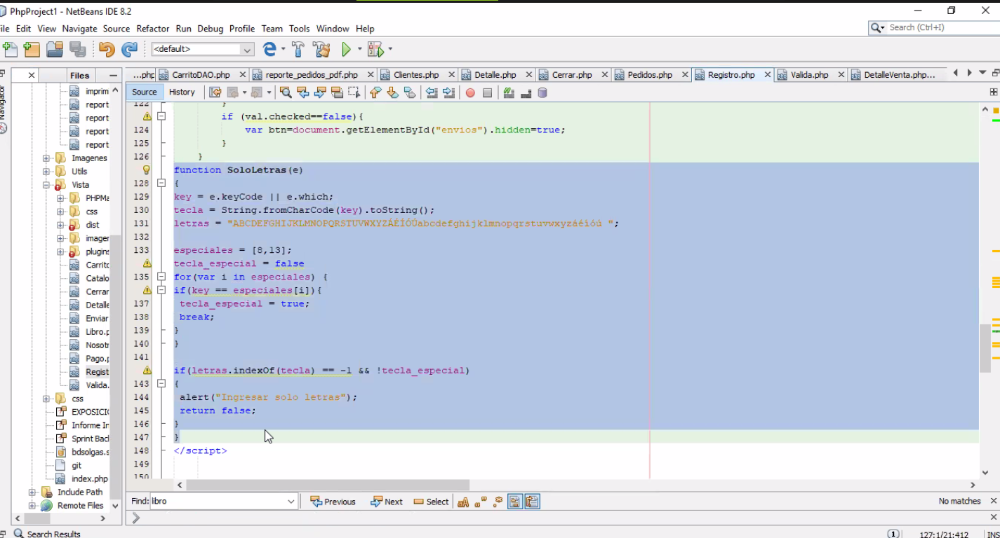 PhpProject1 - NetBeans IDE 8.2
ile Edit View Navigate Source Refactor Run Debug Profile Team Tools Window Help
Search (Ctrl+I)
<default>
Files
...php CarritoDAO.php reporte_pedidos_pdf.php Clientes.php Detalle.php Cerrar.php Pedidos.php Registro.php Valida.php DetalleVenta.php...
Source History
Navigator
imprim
report
report
report
report
Imagenes
Utils
Vista
PHPMa
css
dist
imager
plugins
Carrito
Catalo
Cerrar
Detalle
Enviar
Libro.p
Nosotr
Pago.p
Regist
Valida.
css
EXPOSICI
Informe In
Sprint Bac
bdsolgas.s
git
index.php
Include Path
Remote Files
122 }
if (val.checked==false){
124 var btn=document.getElementById("envios").hidden=true;
125 }
126 }
function SoloLetras(e)
128 {
129 key = e.keyCode || e.which;
130 tecla = String.fromCharCode(key).toString();
131 letras = "ABCDEFGHIJKLMNOPQRSTUVWXYZÁÉÍÓÚabcdefghijklmnopqrstuvwxyzáéíóú ";
132
133 especiales = [8,13];
tecla_especial = false
135 for(var i in especiales) {
if(key == especiales[i]){
137 tecla_especial = true;
138 break;
139 }
140 }
141
if(letras.indexOf(tecla) == -1 && !tecla_especial)
143 {
144 alert("Ingresar solo letras");
145 return false;
146 }
147 }
148 </script>
149
150
Find: libro Previous Next Select No matches
Search Results 1 127:1/21:412 INS